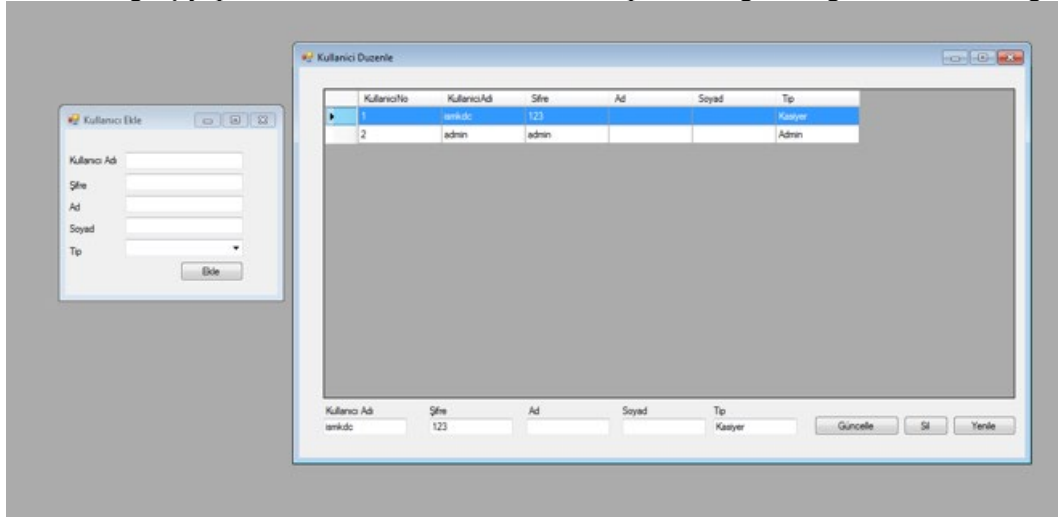 Kullanici Duzenle
KullaniciNo KullaniciAdi Sifre Ad Soyad Tip
1 ismkdc 123 Kasiyer
2 admin admin Admin
Kullanıcı Ekle
Kullanıcı Adı
Şifre
Ad
Soyad
Tip
Ekle
Kullanıcı Adı Şifre Ad Soyad Tip
ismkdc 123 Kasiyer Güncelle Sil Yenile